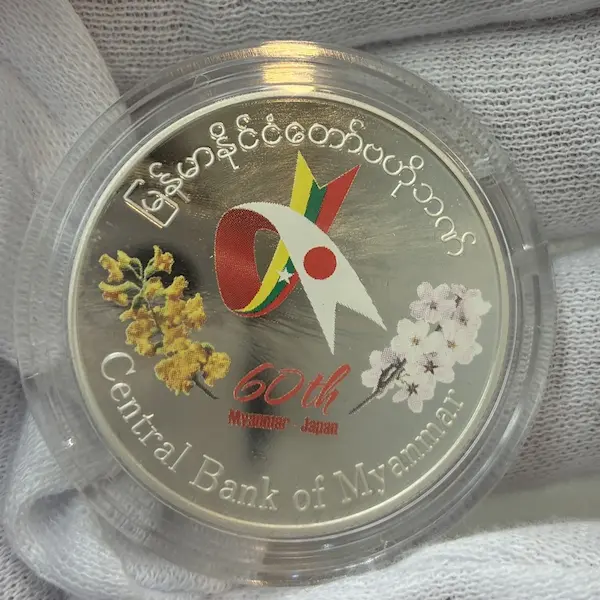 မြန်မာနိုင်ငံတော်ဗဟိုဘဏ်
60th
Myanmar - Japan
Central Bank of Myanmar